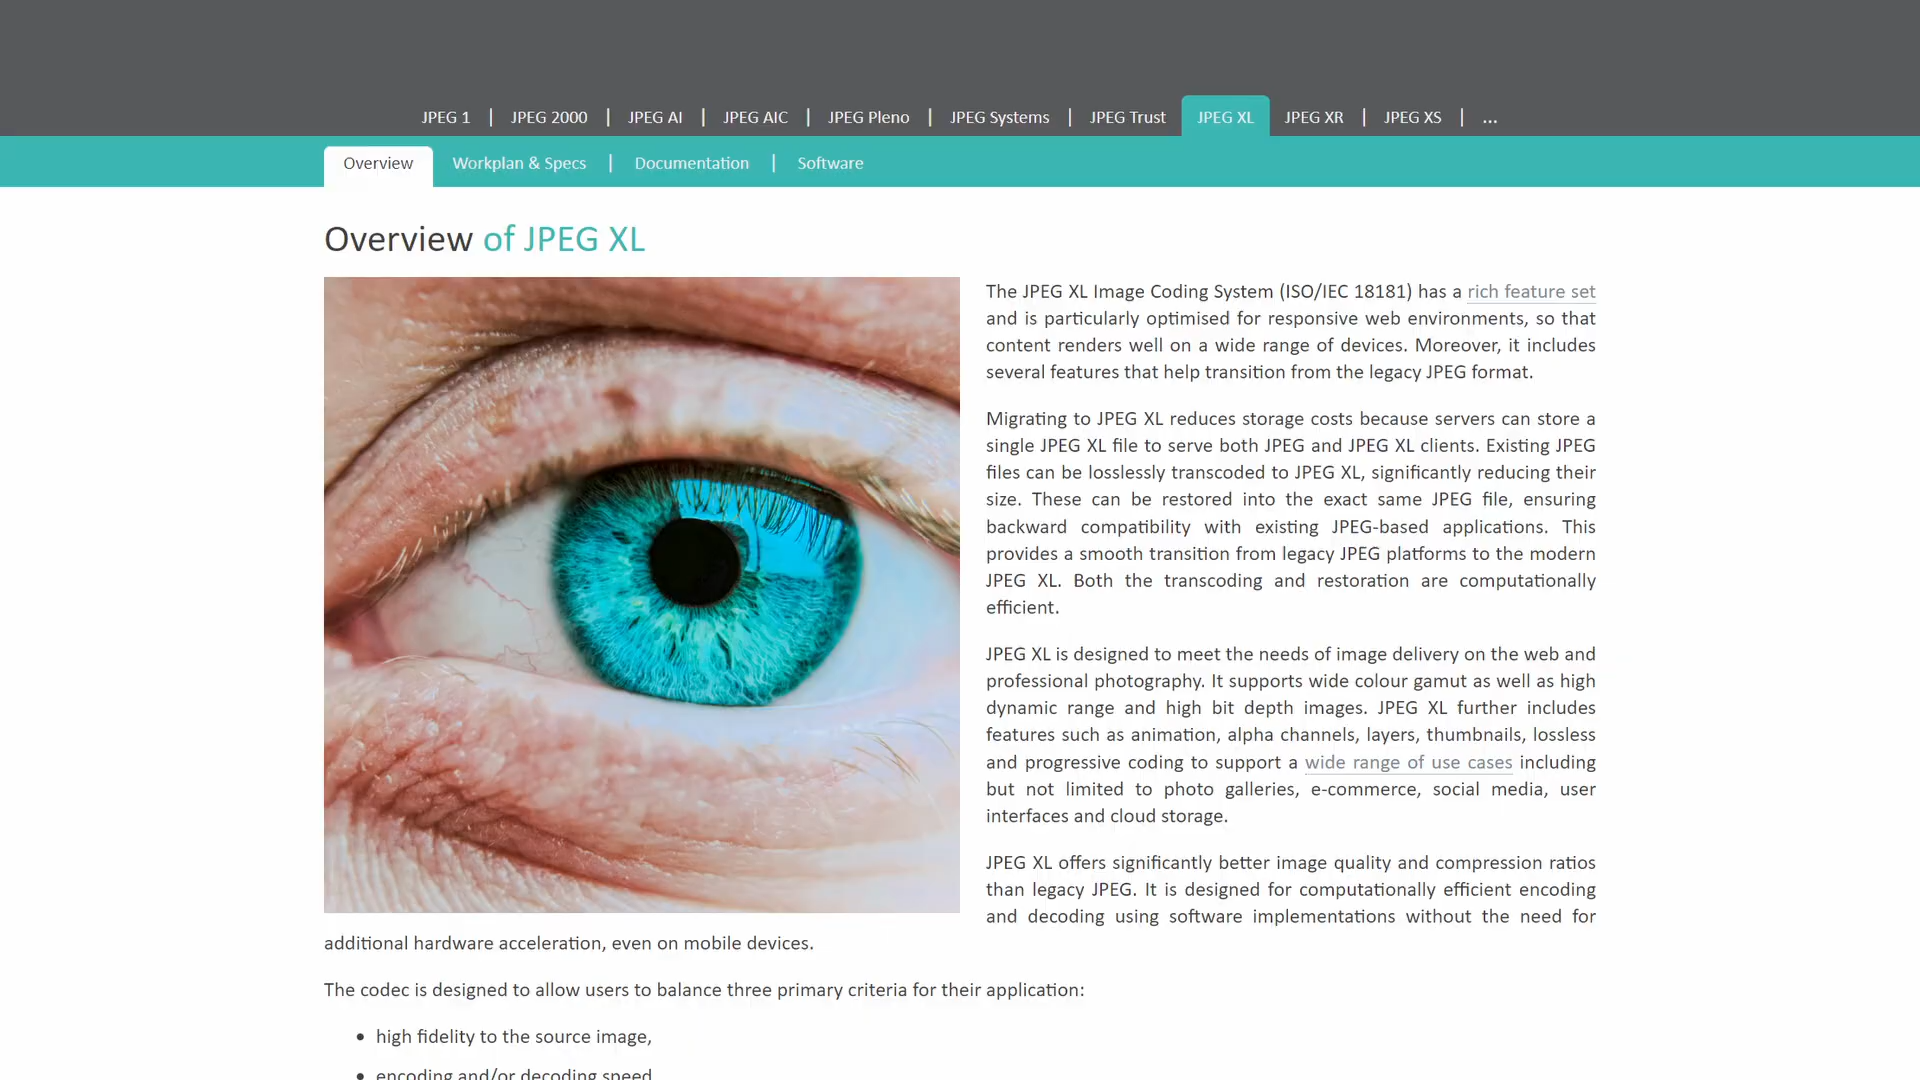 JPEG 1 | JPEG 2000 | JPEG AI | JPEG AIC | JPEG Pleno | JPEG Systems | JPEG Trust JPEG XL JPEG XR | JPEG XS | ...
Overview Workplan & Specs | Documentation | Software
Overview of JPEG XL
The JPEG XL Image Coding System (ISO/IEC 18181) has a rich feature set
and is particularly optimised for responsive web environments, so that
content renders well on a wide range of devices. Moreover, it includes
several features that help transition from the legacy JPEG format.
Migrating to JPEG XL reduces storage costs because servers can store a
single JPEG XL file to serve both JPEG and JPEG XL clients. Existing JPEG
files can be losslessly transcoded to JPEG XL, significantly reducing their
size. These can be restored into the exact same JPEG file, ensuring
backward compatibility with existing JPEG-based applications. This
provides a smooth transition from legacy JPEG platforms to the modern
JPEG XL. Both the transcoding and restoration are computationally
efficient.
JPEG XL is designed to meet the needs of image delivery on the web and
professional photography. It supports wide colour gamut as well as high
dynamic range and high bit depth images. JPEG XL further includes
features such as animation, alpha channels, layers, thumbnails, lossless
and progressive coding to support a wide range of use cases including
but not limited to photo galleries, e-commerce, social media, user
interfaces and cloud storage.
JPEG XL offers significantly better image quality and compression ratios
than legacy JPEG. It is designed for computationally efficient encoding
and decoding using software implementations without the need for
additional hardware acceleration, even on mobile devices.
The codec is designed to allow users to balance three primary criteria for their application:
• high fidelity to the source image,
• encoding and/or decoding speed